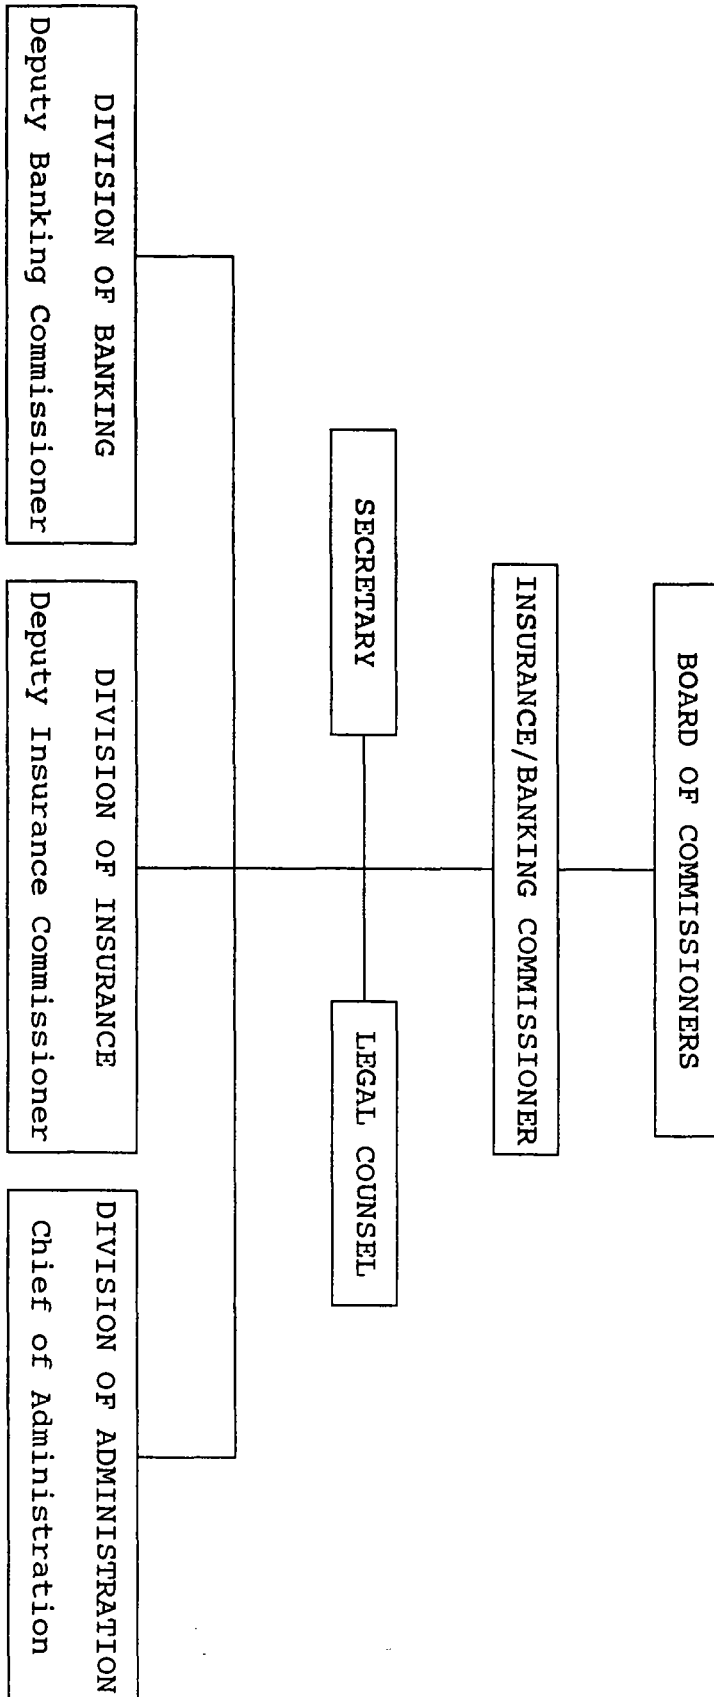 BOARD OF COMMISSIONERS
INSURANCE/BANKING COMMISSIONER
SECRETARY
LEGAL COUNSEL
DIVISION OF BANKING
Deputy Banking Commissioner
DIVISION OF INSURANCE
Deputy Insurance Commissioner
DIVISION OF ADMINISTRATION
Chief of Administration